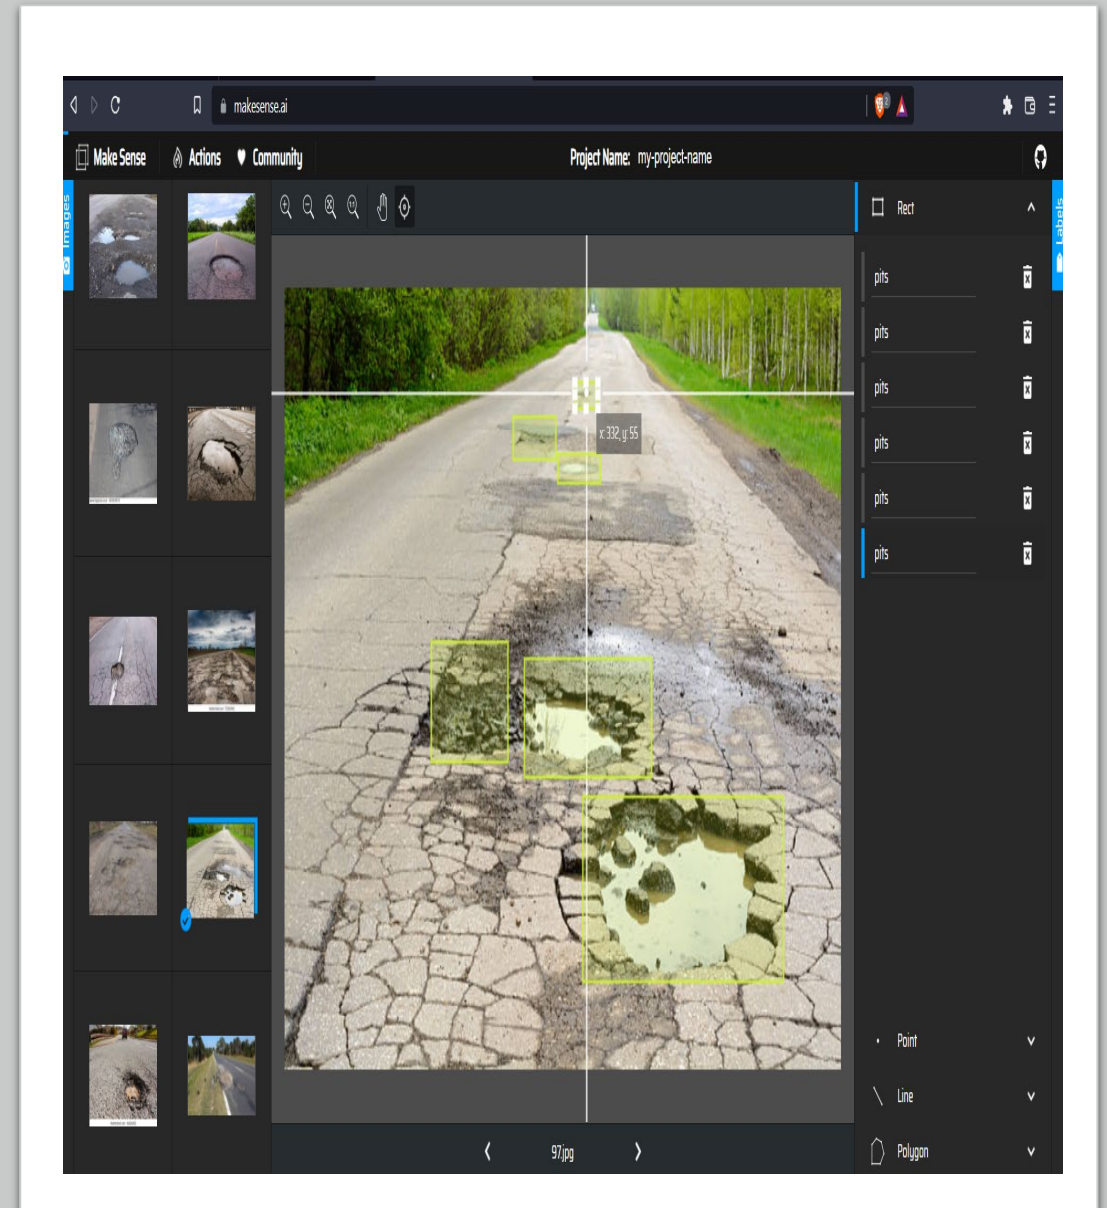 makesense.ai
2
Make Sense
Actions
Community
Project Name: my-project-name
Images
Rect
Labels
pits
pits
pits
pits
pits
pits
x: 332, y: 55
Point
Line
Polygon
97.jpg